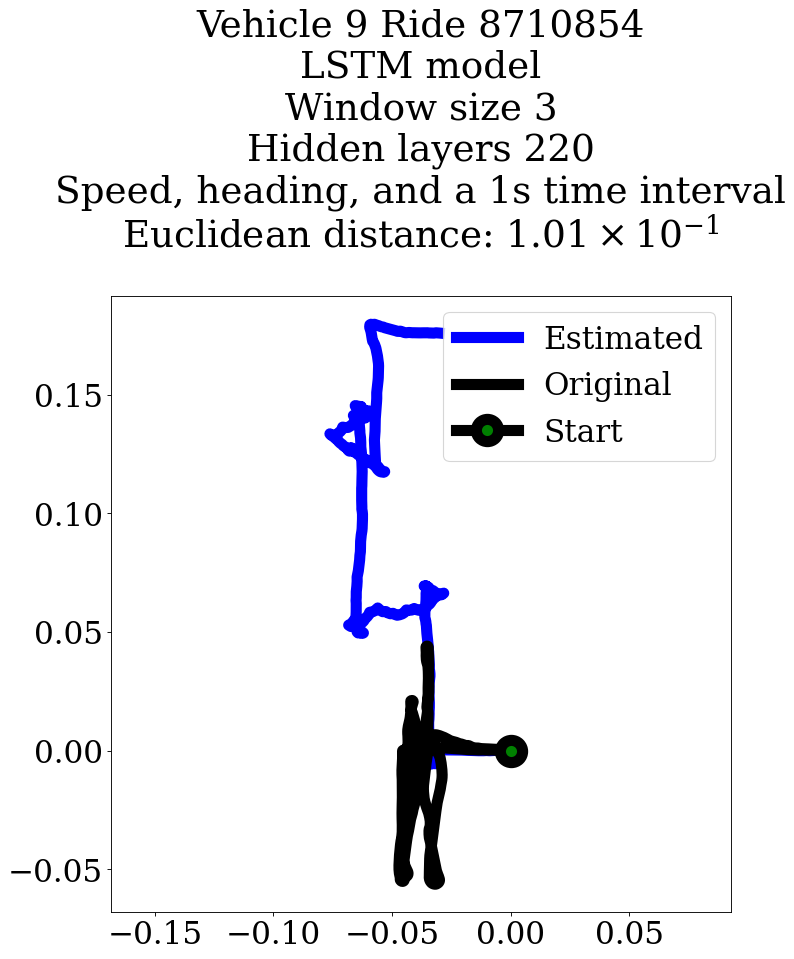 Vehicle 9 Ride 8710854
LSTM model
Window size 3
Hidden layers 220
Speed, heading, and a 1s time interval
Euclidean distance: 1.01 × 10⁻¹
Estimated
Original
Start
0.15
0.10
0.05
0.00
−0.05
−0.15 −0.10 −0.05 0.00 0.05